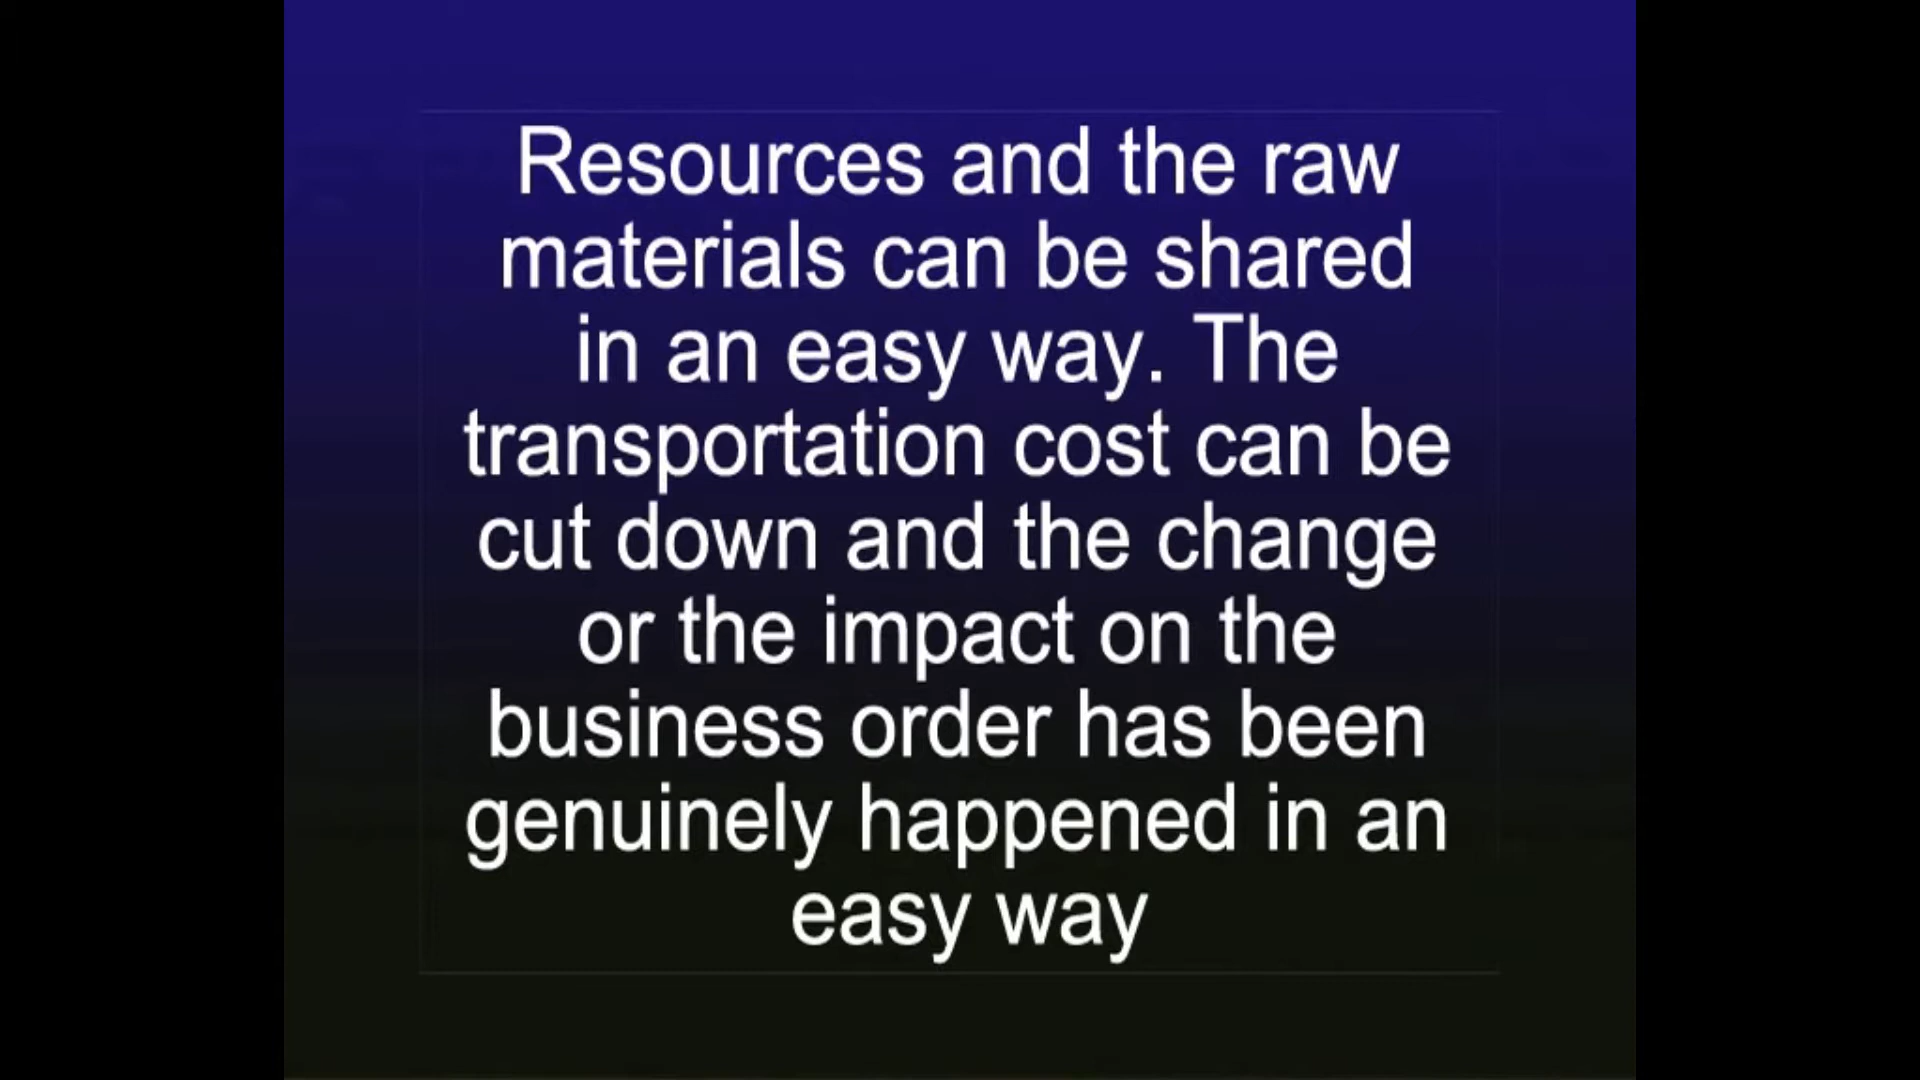 Resources and the raw
materials can be shared
in an easy way. The
transportation cost can be
cut down and the change
or the impact on the
business order has been
genuinely happened in an
easy way